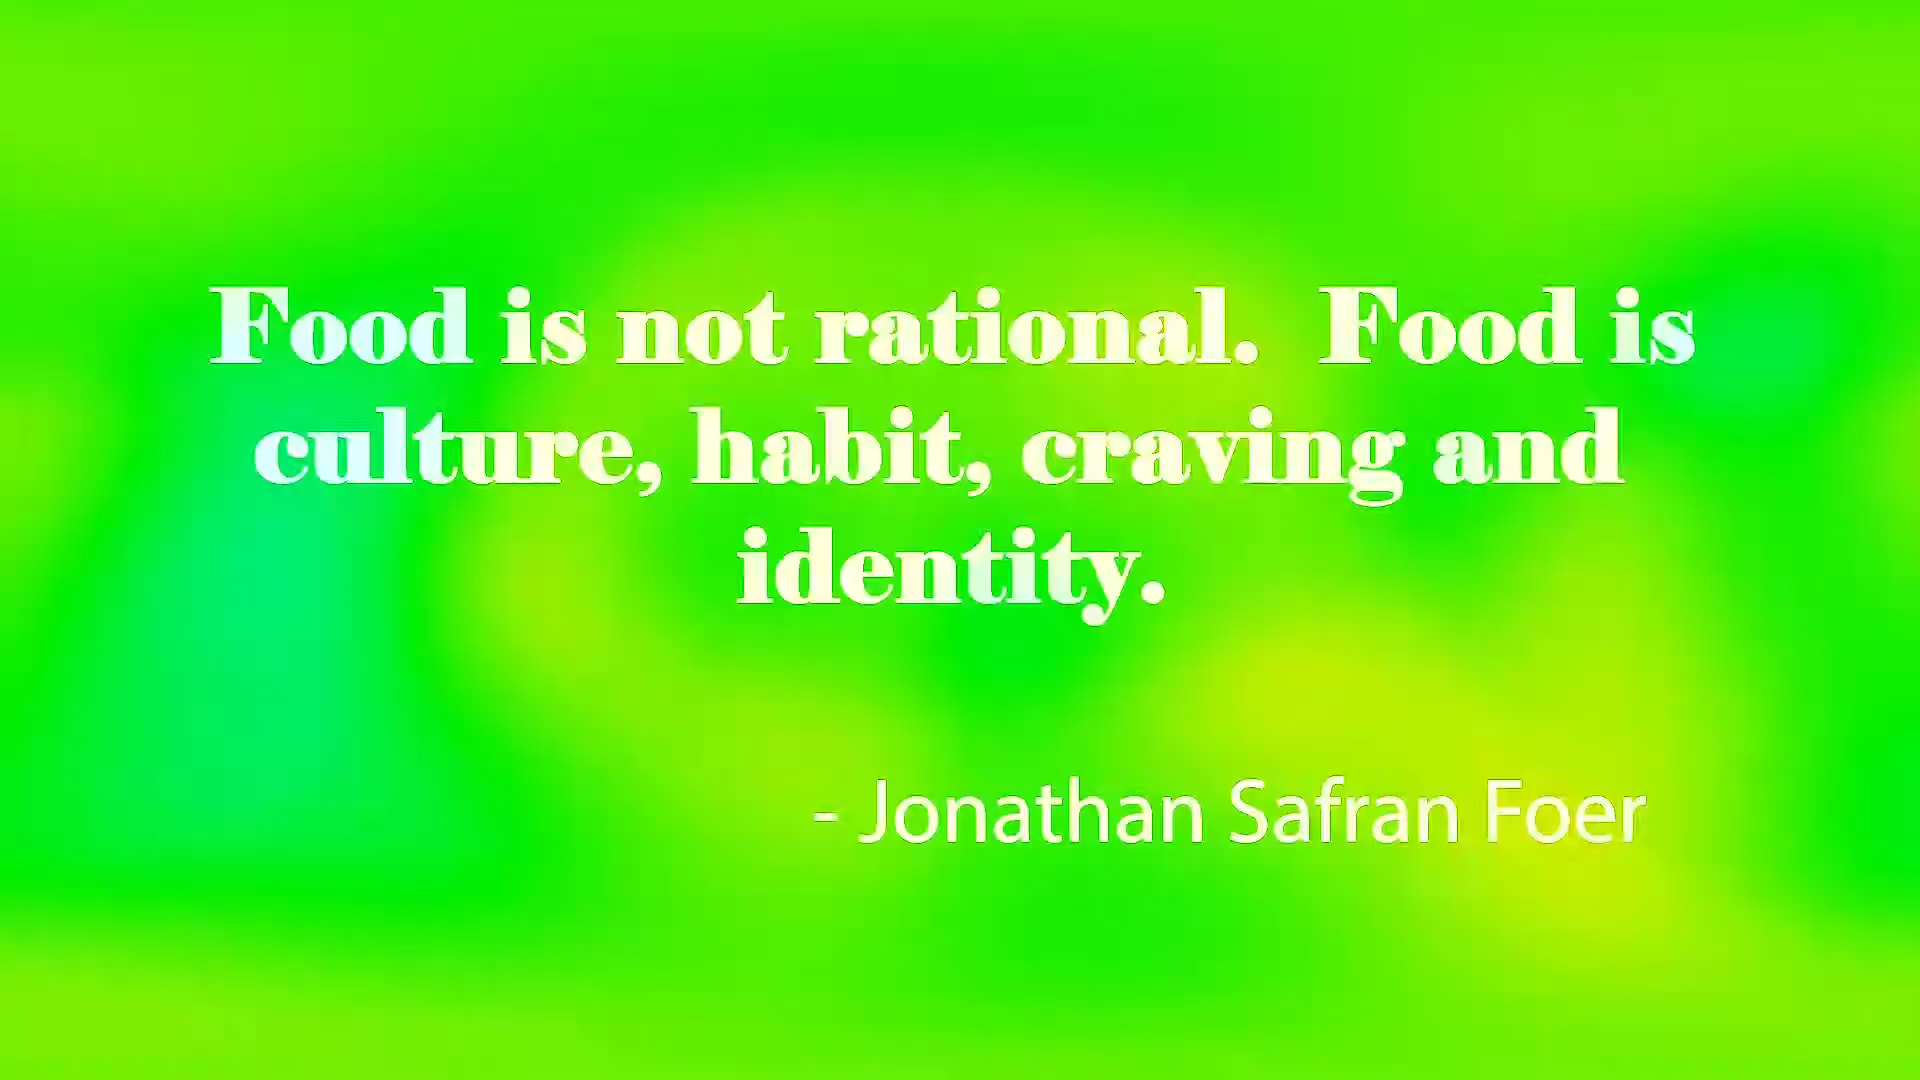 Food is not rational.  Food is
culture, habit, craving and
identity.
- Jonathan Safran Foer